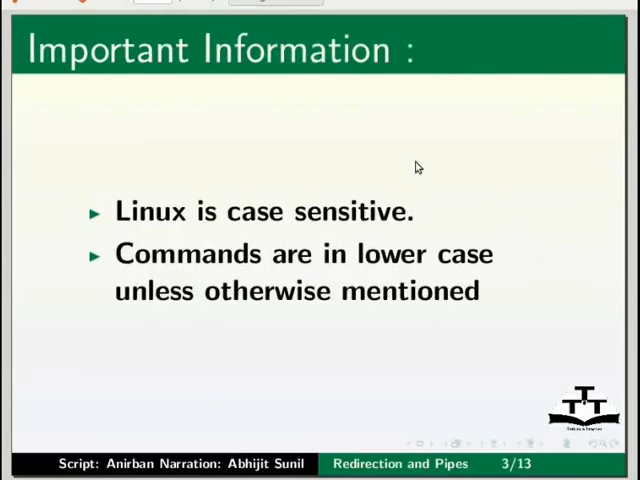 Important Information :
Linux is case sensitive.
Commands are in lower case
unless otherwise mentioned
TTT
Script: Anirban Narration: Abhijit Sunil Redirection and Pipes 3/13